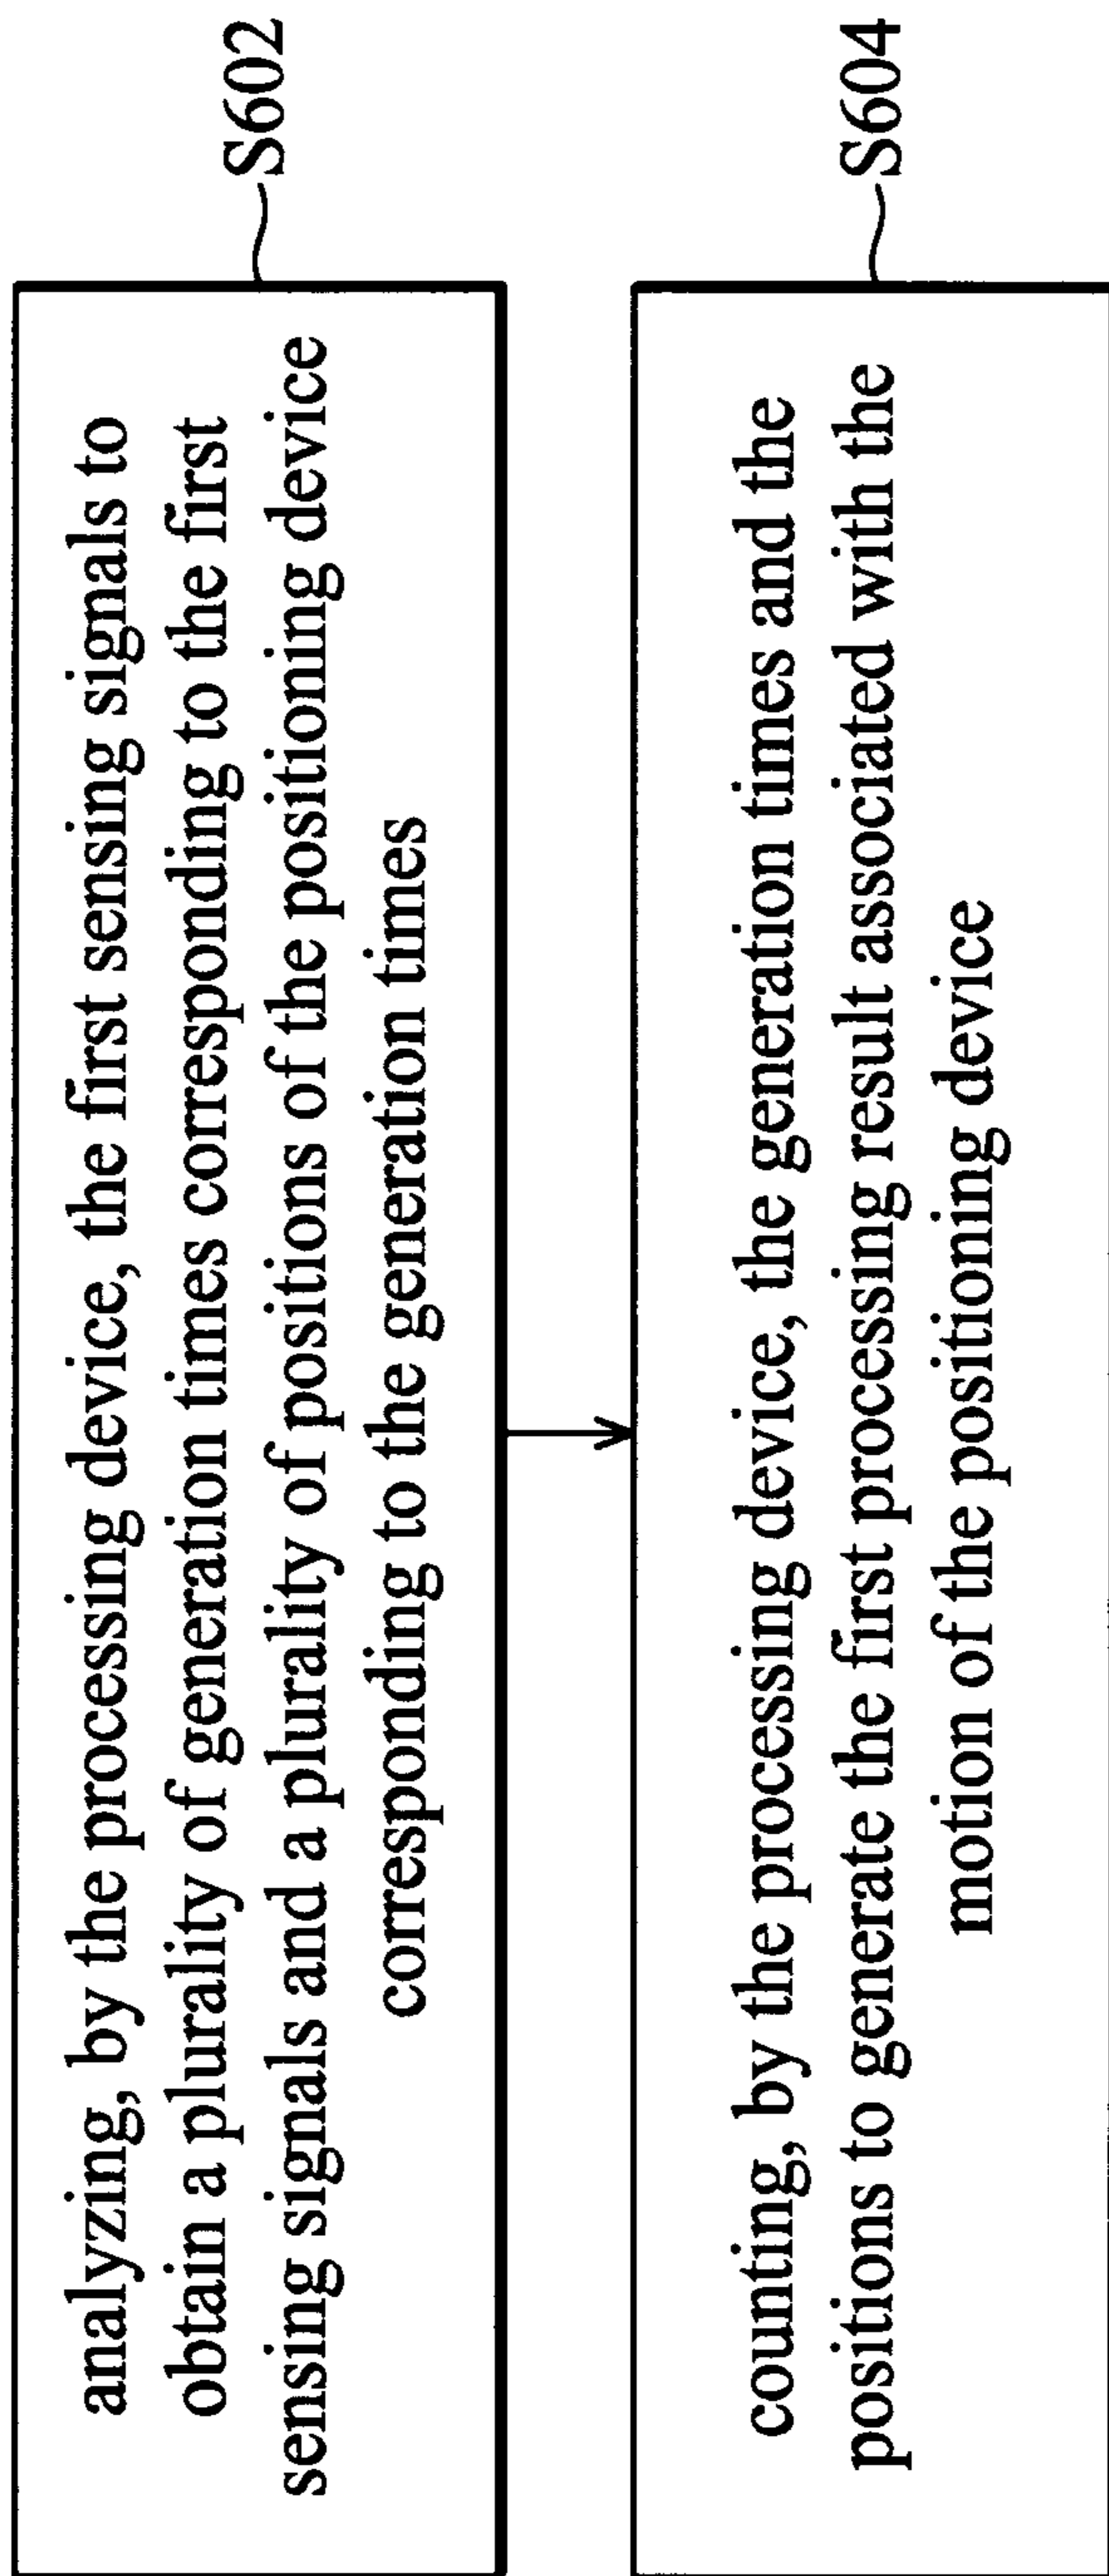 analyzing, by the processing device, the first sensing signals to
obtain a plurality of generation times corresponding to the first
sensing signals and a plurality of positions of the positioning device
corresponding to the generation times
S602
counting, by the processing device, the generation times and the
positions to generate the first processing result associated with the
motion of the positioning device
S604